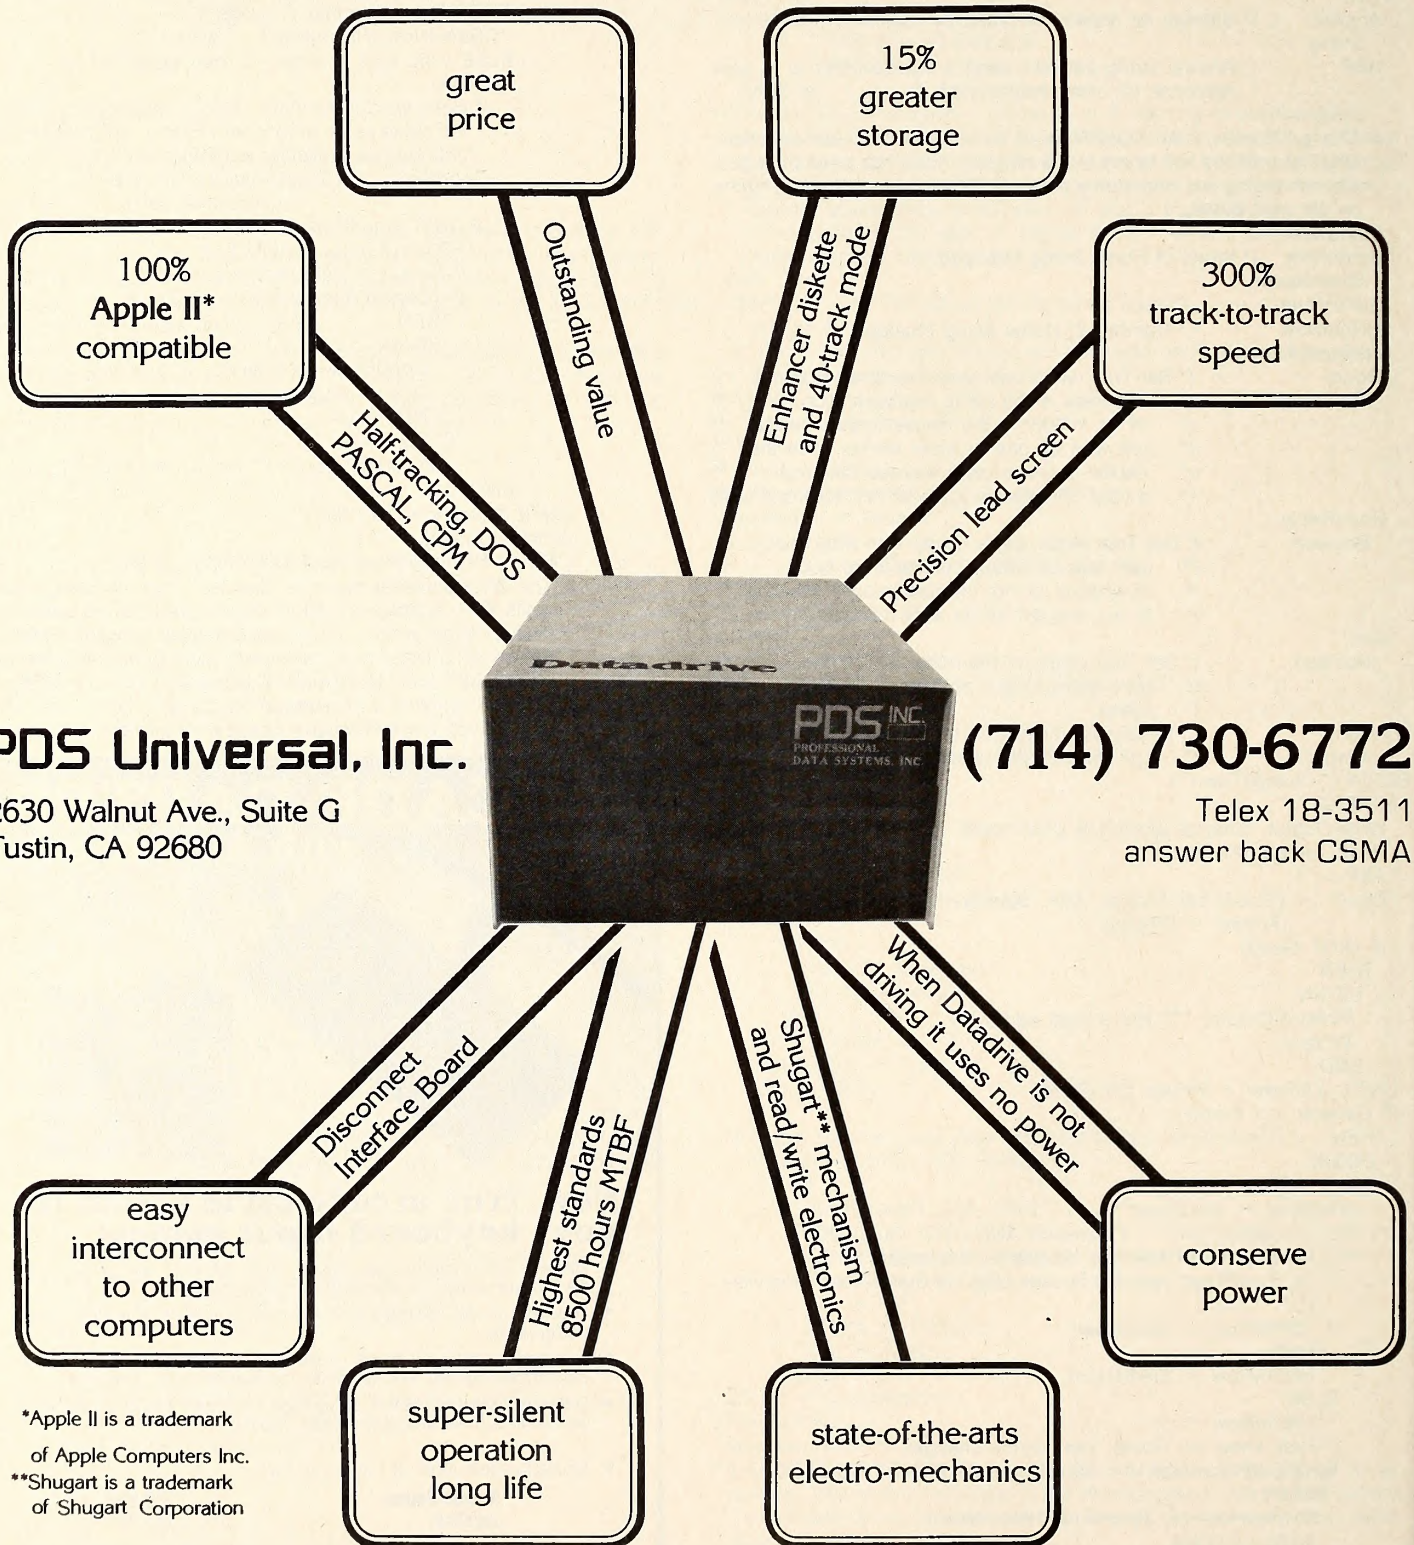 great
price
15%
greater
storage
100%
Apple II*
compatible
300%
track-to-track
speed
Half-tracking, DOS
PASCAL, CPM
Outstanding value
Enhancer diskette
and 40-track mode
Precision lead screen
Datadrive
PDS INC.
PROFESSIONAL
DATA SYSTEMS, INC
PDS Universal, Inc.
2630 Walnut Ave., Suite G
Tustin, CA 92680
(714) 730-6772
Telex 18-3511
answer back CSMA
Disconnect
Interface Board
Highest standards
8500 hours MTBF
Shugart** mechanism
and read/write electronics
When Datadrive is not
driving it uses no power
easy
interconnect
to other
computers
super-silent
operation
long life
state-of-the-arts
electro-mechanics
conserve
power
*Apple II is a trademark
of Apple Computers Inc.
**Shugart is a trademark
of Shugart Corporation